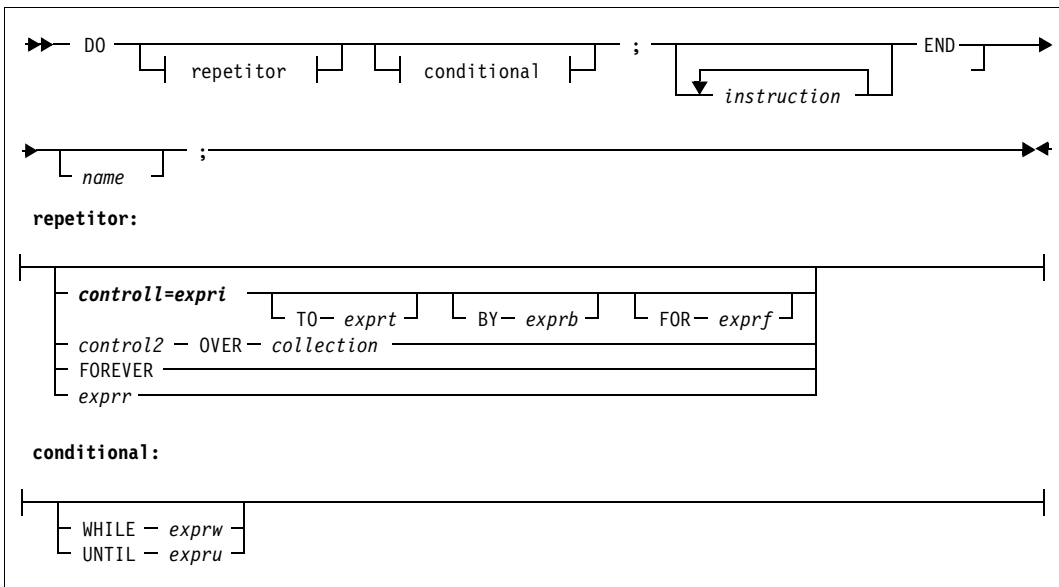 DO ; END
repetitor conditional
instruction
;
name
repetitor:
controll=expri
TO exprt BY exprb FOR exprf
control2 OVER collection
FOREVER
exprr
conditional:
WHILE exprw
UNTIL expru